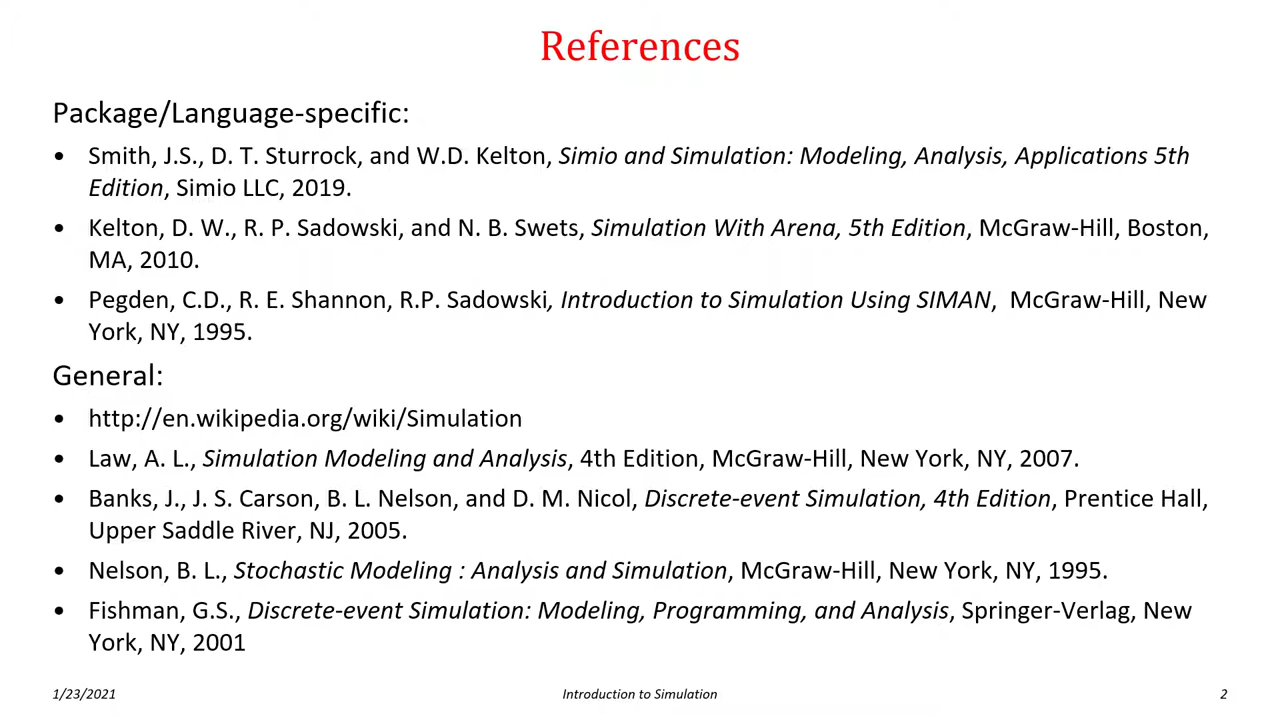 References
Package/Language-specific:
• Smith, J.S., D. T. Sturrock, and W.D. Kelton, Simio and Simulation: Modeling, Analysis, Applications 5th
Edition, Simio LLC, 2019.
• Kelton, D. W., R. P. Sadowski, and N. B. Swets, Simulation With Arena, 5th Edition, McGraw-Hill, Boston,
MA, 2010.
• Pegden, C.D., R. E. Shannon, R.P. Sadowski, Introduction to Simulation Using SIMAN,  McGraw-Hill, New
York, NY, 1995.
General:
• http://en.wikipedia.org/wiki/Simulation
• Law, A. L., Simulation Modeling and Analysis, 4th Edition, McGraw-Hill, New York, NY, 2007.
• Banks, J., J. S. Carson, B. L. Nelson, and D. M. Nicol, Discrete-event Simulation, 4th Edition, Prentice Hall,
Upper Saddle River, NJ, 2005.
• Nelson, B. L., Stochastic Modeling : Analysis and Simulation, McGraw-Hill, New York, NY, 1995.
• Fishman, G.S., Discrete-event Simulation: Modeling, Programming, and Analysis, Springer-Verlag, New
York, NY, 2001
1/23/2021 Introduction to Simulation 2